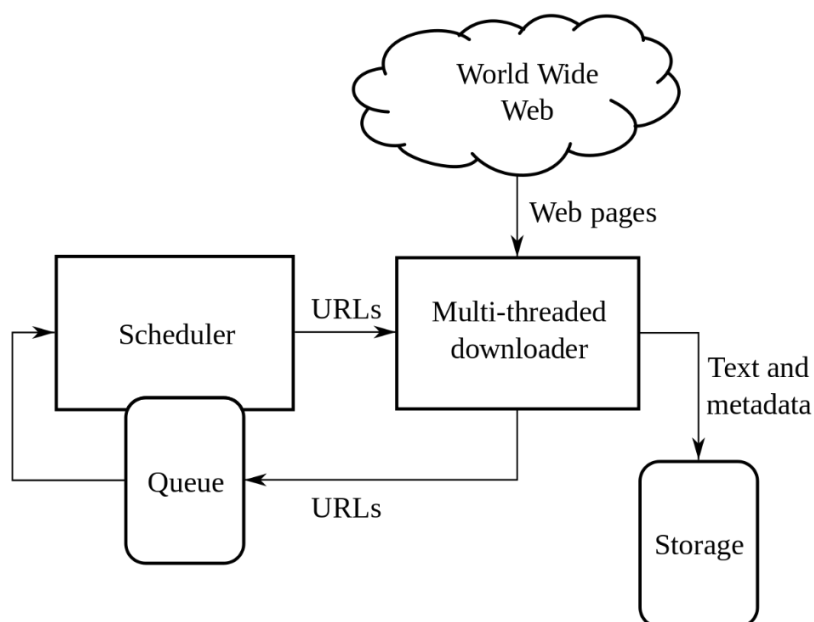 World Wide
Web
Web pages
Scheduler
URLs
Multi-threaded
downloader
Text and
metadata
Queue
URLs
Storage